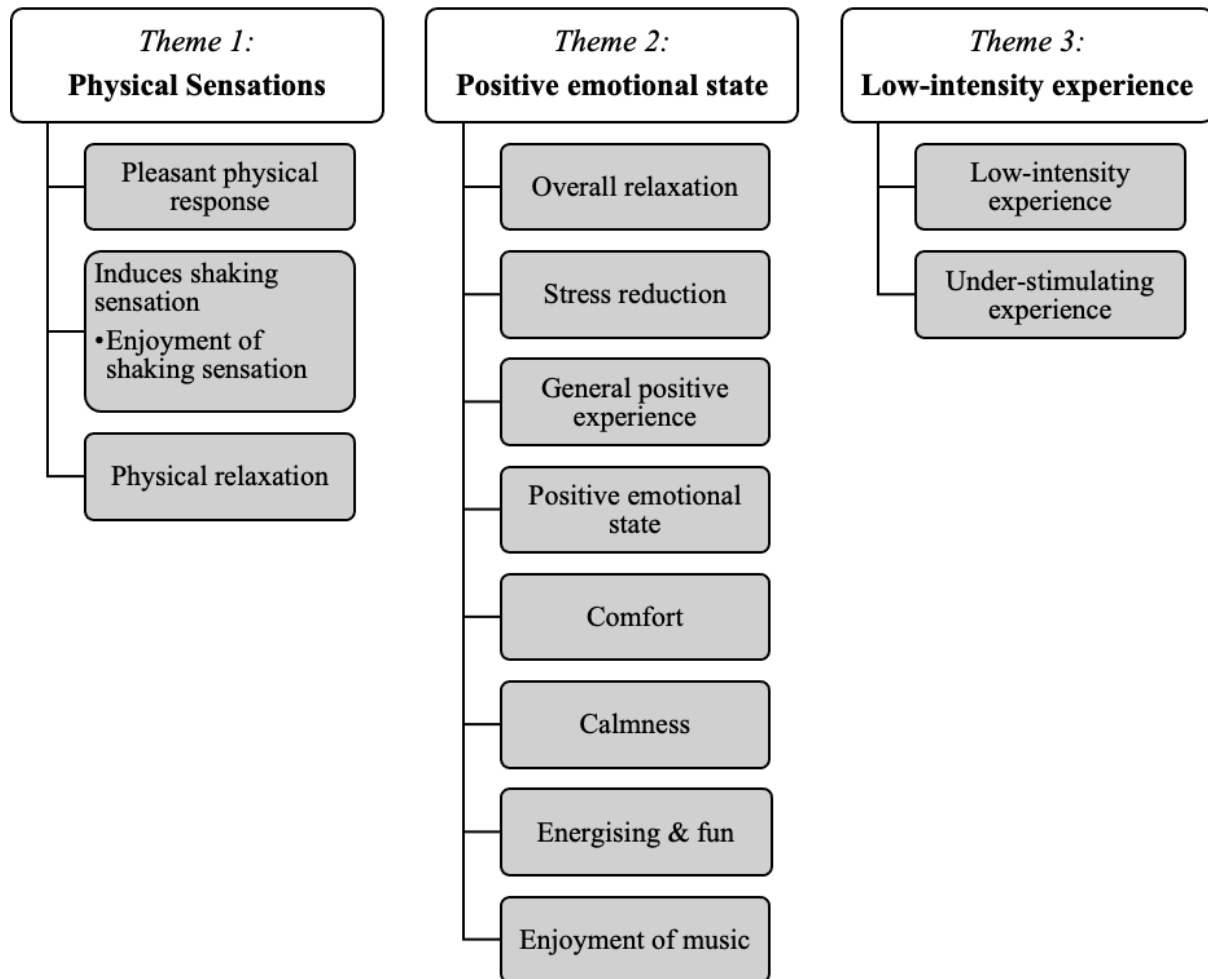 Theme 1:
Physical Sensations
Pleasant physical
response
Induces shaking
sensation
•Enjoyment of
shaking sensation
Physical relaxation
Theme 2:
Positive emotional state
Overall relaxation
Stress reduction
General positive
experience
Positive emotional
state
Comfort
Calmness
Energising & fun
Enjoyment of music
Theme 3:
Low-intensity experience
Low-intensity
experience
Under-stimulating
experience